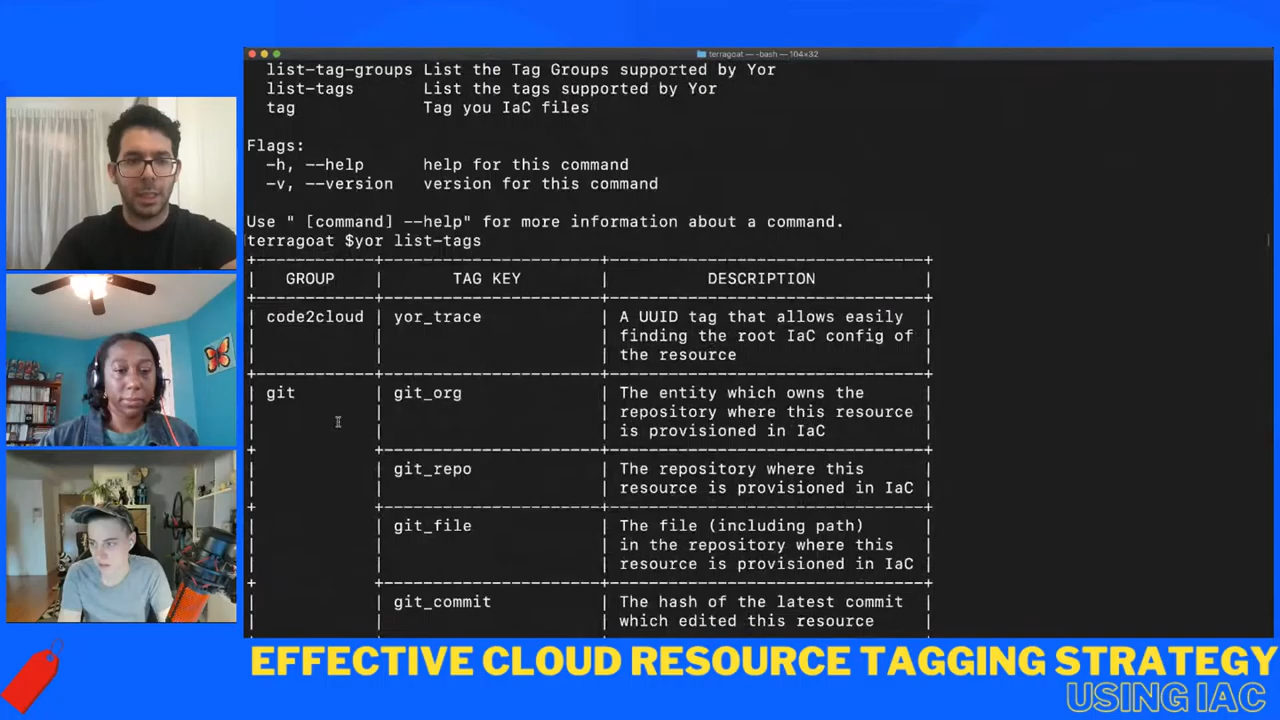 terragoat — -bash — 104×32
list-tag-groups List the Tag Groups supported by Yor
list-tags List the tags supported by Yor
tag Tag you IaC files
Flags:
-h, --help help for this command
-v, --version version for this command
Use " [command] --help" for more information about a command.
terragoat $yor list-tags
GROUP TAG KEY DESCRIPTION
code2cloud yor_trace A UUID tag that allows easily
finding the root IaC config of
the resource
git git_org The entity which owns the
repository where this resource
is provisioned in IaC
git_repo The repository where this
resource is provisioned in IaC
git_file The file (including path)
in the repository where this
resource is provisioned in IaC
git_commit The hash of the latest commit
which edited this resource
EFFECTIVE CLOUD RESOURCE TAGGING STRATEGY
USING IAC